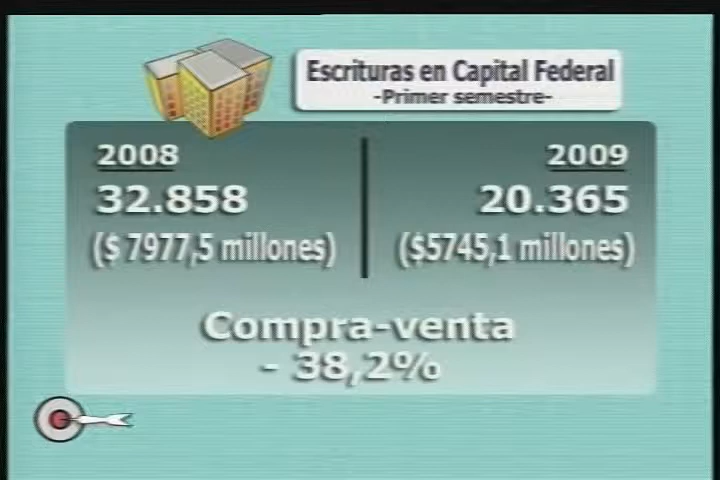 Escrituras en Capital Federal
-Primer semestre-
2008
32.858
($ 7977,5 millones)
2009
20.365
($5745,1 millones)
Compra-venta
- 38,2%